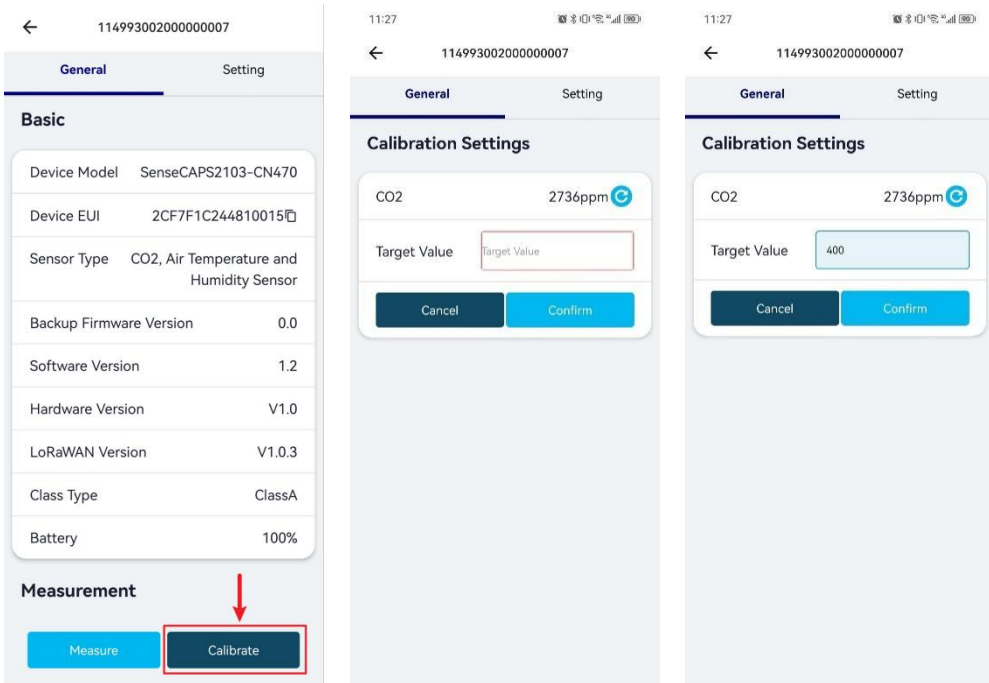 114993002000000007
General Setting
Basic
Device Model SenseCAPS2103-CN470
Device EUI 2CF7F1C244810015
Sensor Type CO2, Air Temperature and
Humidity Sensor
Backup Firmware Version 0.0
Software Version 1.2
Hardware Version V1.0
LoRaWAN Version V1.0.3
Class Type ClassA
Battery 100%
Measurement
Measure Calibrate
11:27 90
114993002000000007
General Setting
Calibration Settings
CO2 2736ppm
Target Value Target Value
Cancel Confirm
11:27 90
114993002000000007
General Setting
Calibration Settings
CO2 2736ppm
Target Value 400
Cancel Confirm